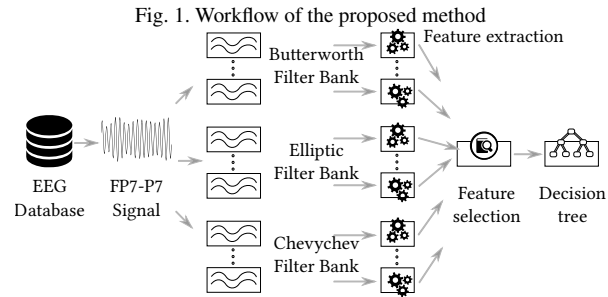 Fig. 1. Workflow of the proposed method
Feature extraction
Butterworth
Filter Bank
Elliptic
Filter Bank
EEG
Database
FP7-P7
Signal
Feature
selection
Decision
tree
Chevychev
Filter Bank